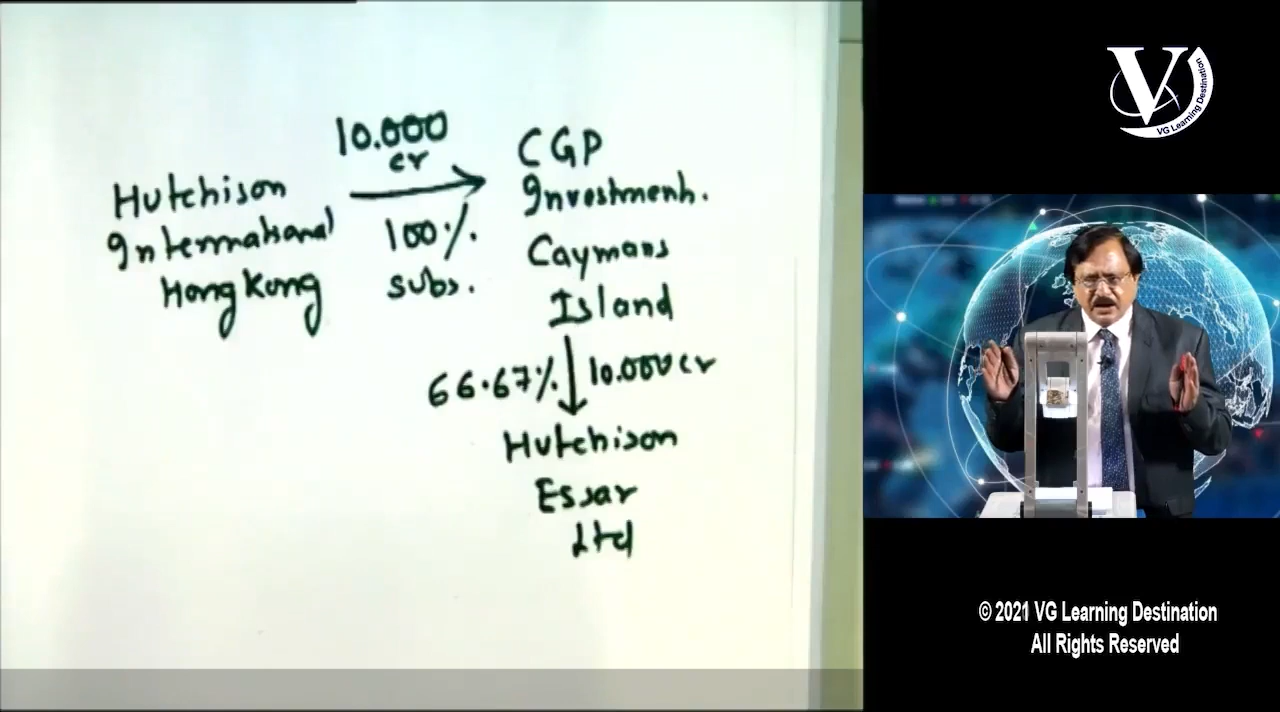 10.000
cr
Hutchison
International
Hong Kong
100%
subs.
CGP
Investment.
Caymans
Island
66.67%
10.000 cr
Hutchison
Essar
Ltd
V
VG Learning Destination
© 2021 VG Learning Destination
All Rights Reserved